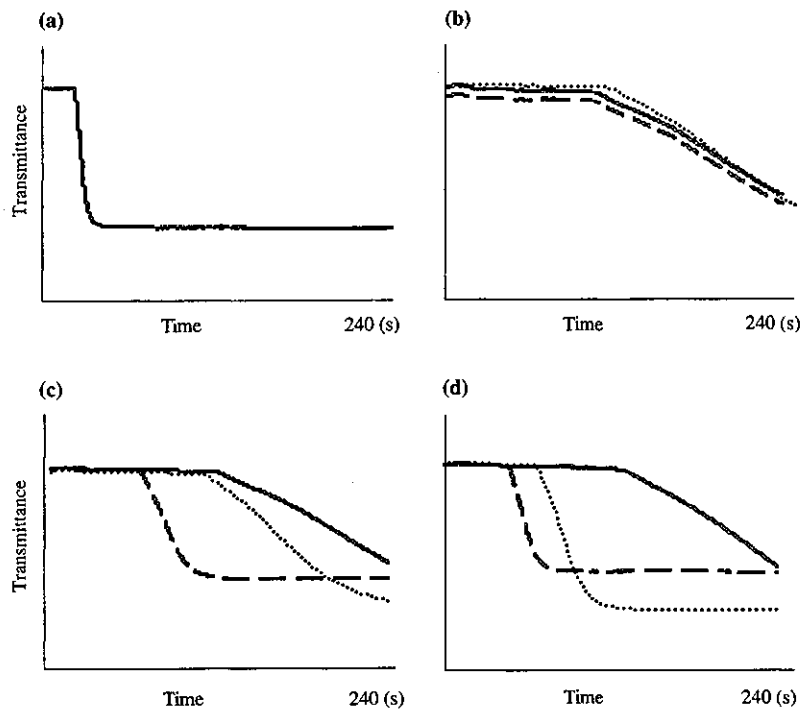 (a)
Transmittance
Time
240 (s)
(b)
Time
240 (s)
(c)
Transmittance
Time
240 (s)
(d)
Time
240 (s)